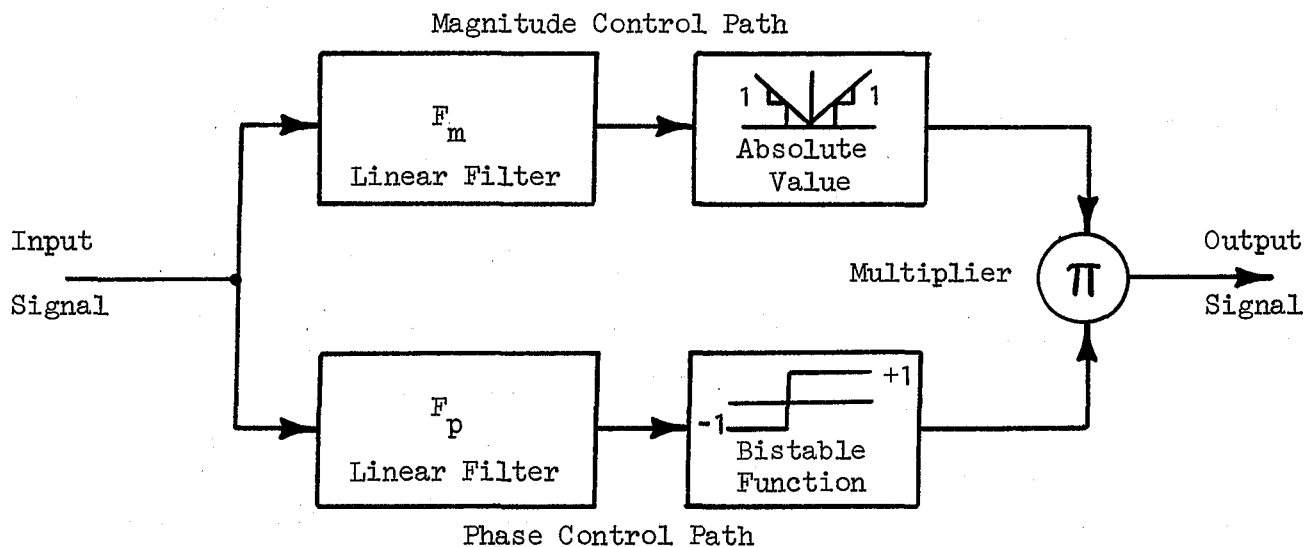 Magnitude Control Path
F
m
Linear Filter
1
1
Absolute
Value
Input
Signal
Multiplier
π
Output
Signal
F
p
Linear Filter
-1
+1
Bistable
Function
Phase Control Path